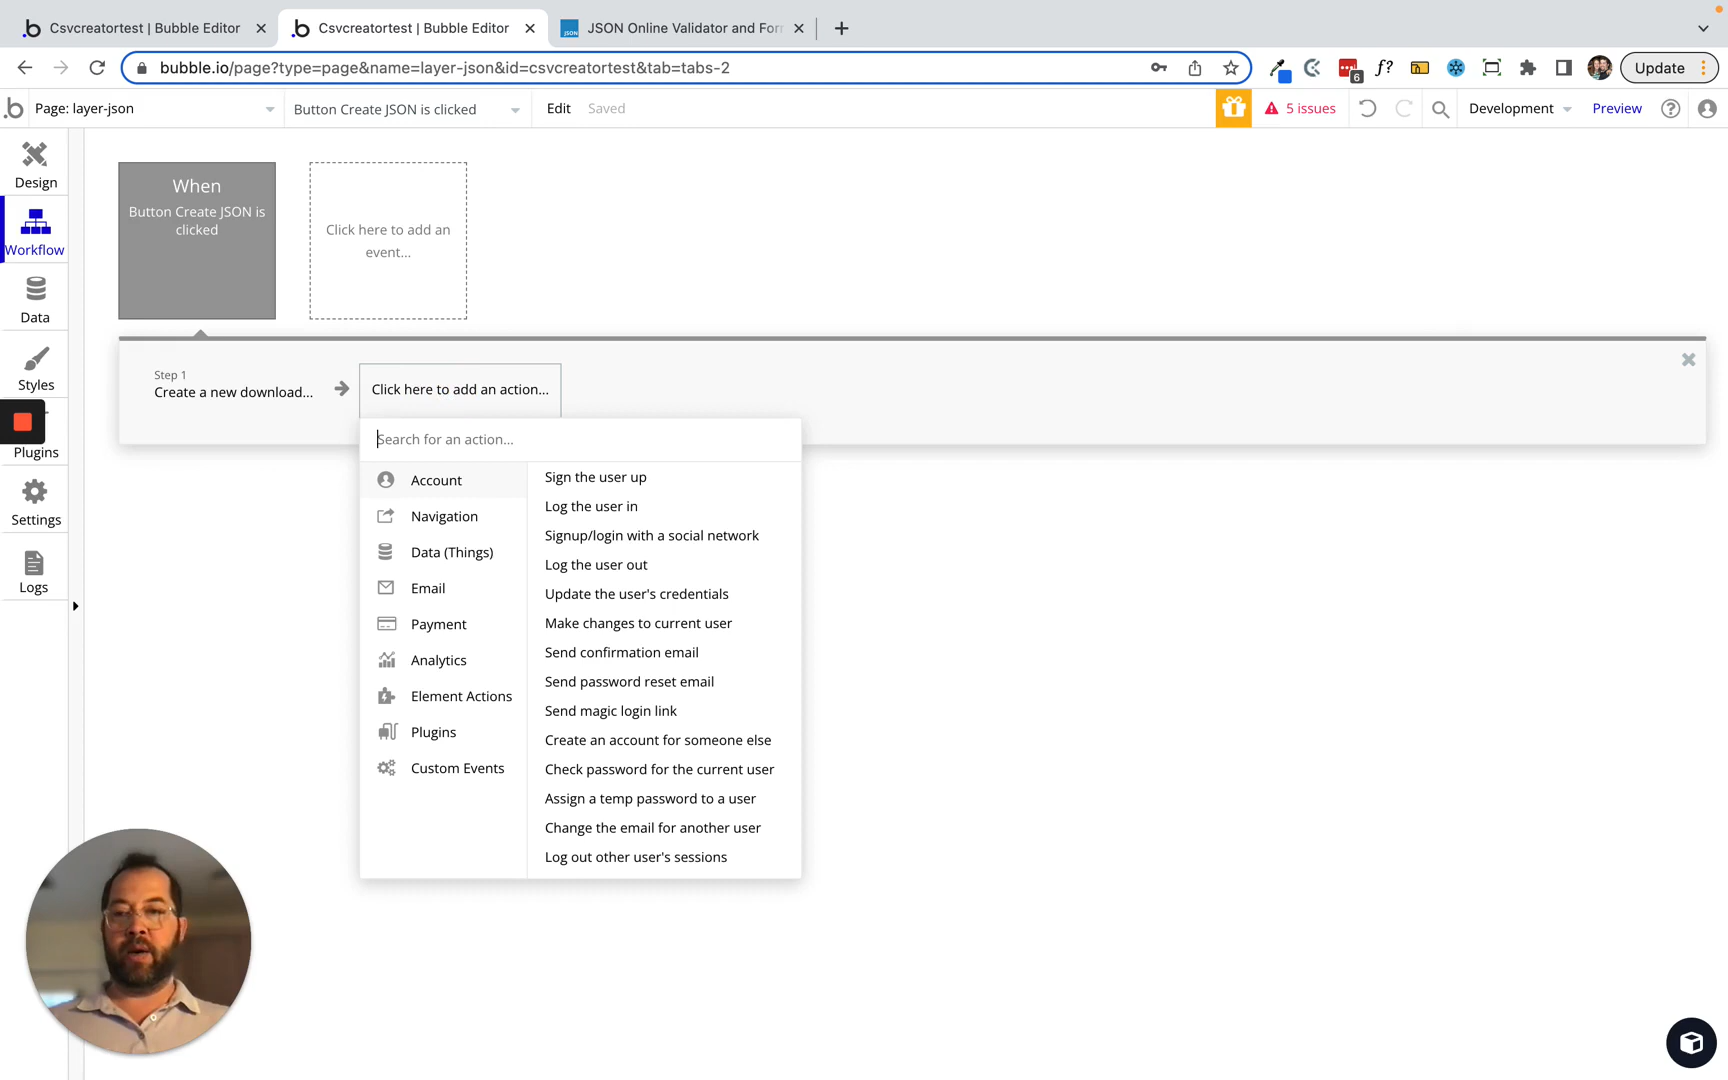 Csvcreatortest | Bubble Editor
Csvcreatortest | Bubble Editor
JSON Online Validator and For
bubble.io/page?type=page&name=layer-json&id=csvcreatortest&tab=tabs-2
6
f?
Update
Page: layer-json
Button Create JSON is clicked
Edit
Saved
5 issues
Development
Preview
Design
Workflow
Data
Styles
Plugins
Settings
Logs
When
Button Create JSON is
clicked
Click here to add an
event...
Step 1
Create a new download...
Click here to add an action...
Search for an action...
Account
Navigation
Data (Things)
Email
Payment
Analytics
Element Actions
Plugins
Custom Events
Sign the user up
Log the user in
Signup/login with a social network
Log the user out
Update the user's credentials
Make changes to current user
Send confirmation email
Send password reset email
Send magic login link
Create an account for someone else
Check password for the current user
Assign a temp password to a user
Change the email for another user
Log out other user's sessions